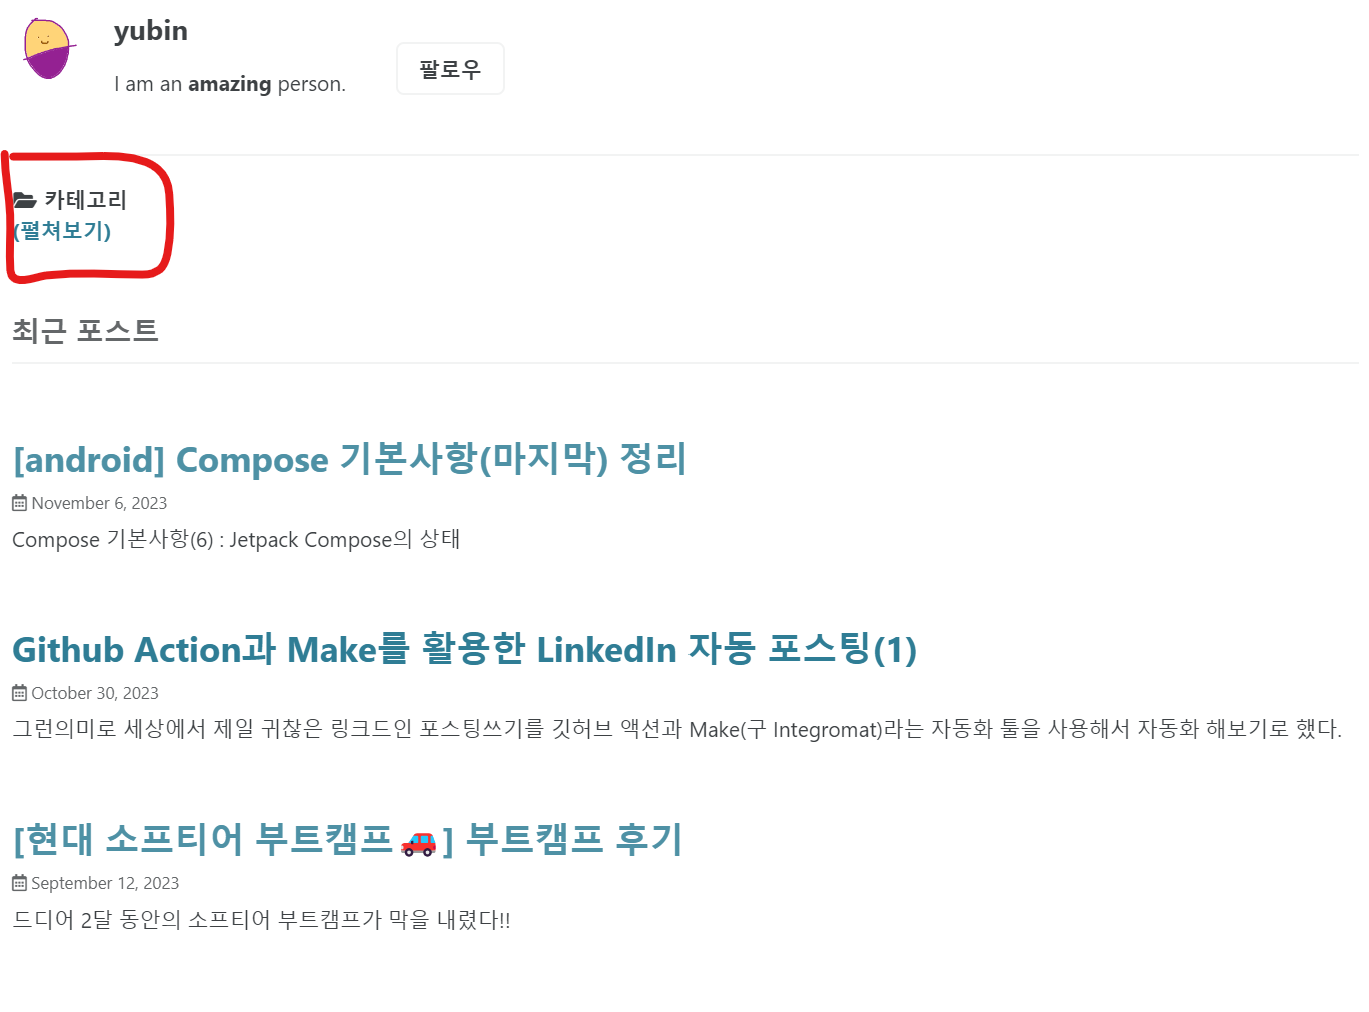 yubin
I am an amazing person.
팔로우
카테고리
(펼쳐보기)
최근 포스트
[android] Compose 기본사항(마지막) 정리
November 6, 2023
Compose 기본사항(6) : Jetpack Compose의 상태
Github Action과 Make를 활용한 LinkedIn 자동 포스팅(1)
October 30, 2023
그런의미로 세상에서 제일 귀찮은 링크드인 포스팅쓰기를 깃허브 액션과 Make(구 Integromat)라는 자동화 툴을 사용해서 자동화 해보기로 했다.
[현대 소프티어 부트캠프🚗] 부트캠프 후기
September 12, 2023
드디어 2달 동안의 소프티어 부트캠프가 막을 내렸다!!